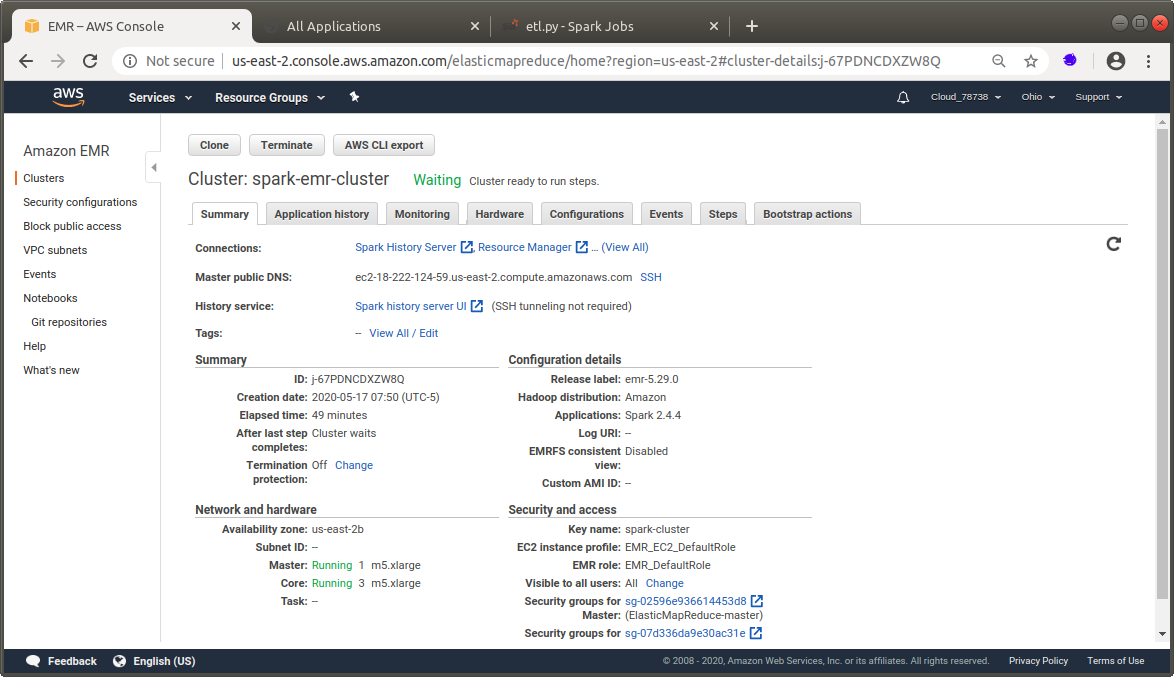 EMR – AWS Console
All Applications
etl.py - Spark Jobs
Not secure
us-east-2.console.aws.amazon.com/elasticmapreduce/home?region=us-east-2#cluster-details:j-67PDNCDXZW8Q
aws Services Resource Groups Cloud_78738 Ohio Support
Amazon EMR
Clusters
Security configurations
Block public access
VPC subnets
Events
Notebooks
Git repositories
Help
What's new
Clone Terminate AWS CLI export
Cluster: spark-emr-cluster Waiting Cluster ready to run steps.
Summary Application history Monitoring Hardware Configurations Events Steps Bootstrap actions
Connections: Spark History Server, Resource Manager ... (View All)
Master public DNS: ec2-18-222-124-59.us-east-2.compute.amazonaws.com SSH
History service: Spark history server UI (SSH tunneling not required)
Tags: -- View All / Edit
Summary
ID: j-67PDNCDXZW8Q
Creation date: 2020-05-17 07:50 (UTC-5)
Elapsed time: 49 minutes
After last step Cluster waits
completes:
Termination Off Change
protection:
Configuration details
Release label: emr-5.29.0
Hadoop distribution: Amazon
Applications: Spark 2.4.4
Log URI: --
EMRFS consistent Disabled
view:
Custom AMI ID: --
Network and hardware
Availability zone: us-east-2b
Subnet ID: --
Master: Running 1 m5.xlarge
Core: Running 3 m5.xlarge
Task: --
Security and access
Key name: spark-cluster
EC2 instance profile: EMR_EC2_DefaultRole
EMR role: EMR_DefaultRole
Visible to all users: All Change
Security groups for sg-02596e936614453d8
Master: (ElasticMapReduce-master)
Security groups for sg-07d336da9e30ac31e
Feedback English (US) © 2008 - 2020, Amazon Web Services, Inc. or its affiliates. All rights reserved. Privacy Policy Terms of Use